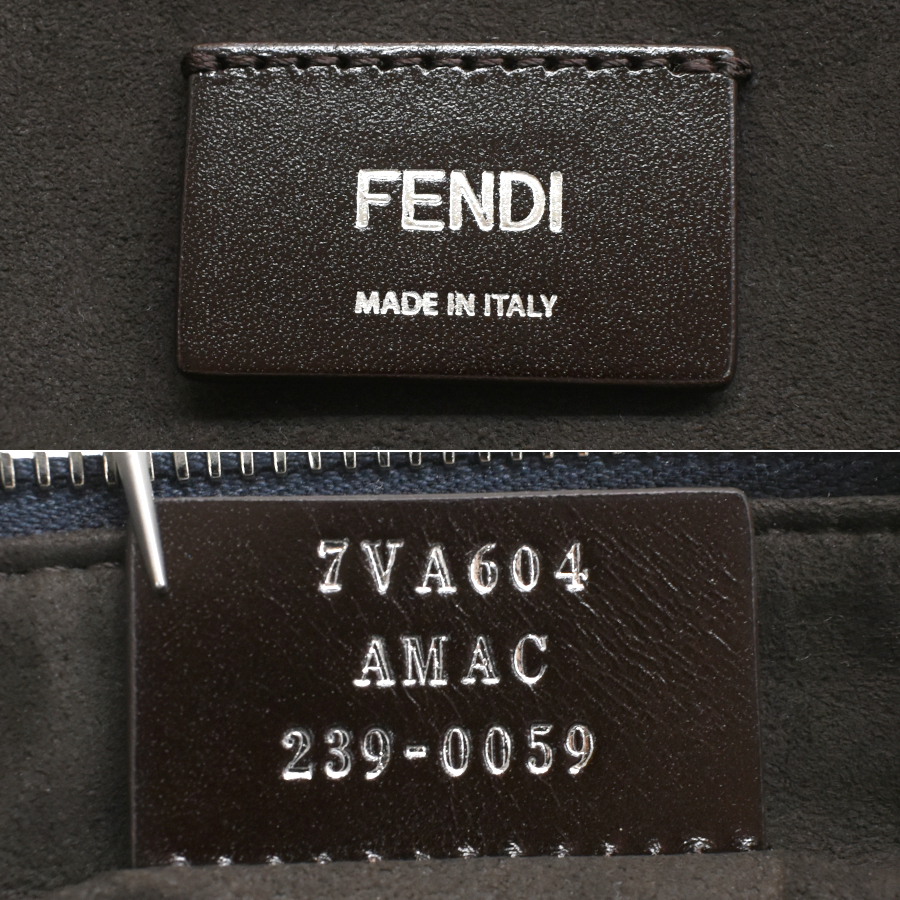 FENDI
MADE IN ITALY
7VA604
AMAC
239-0059